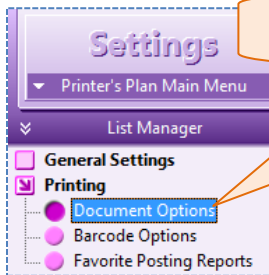 Settings
Printer's Plan Main Menu
List Manager
General Settings
Printing
Document Options
Barcode Options
Favorite Posting Reports